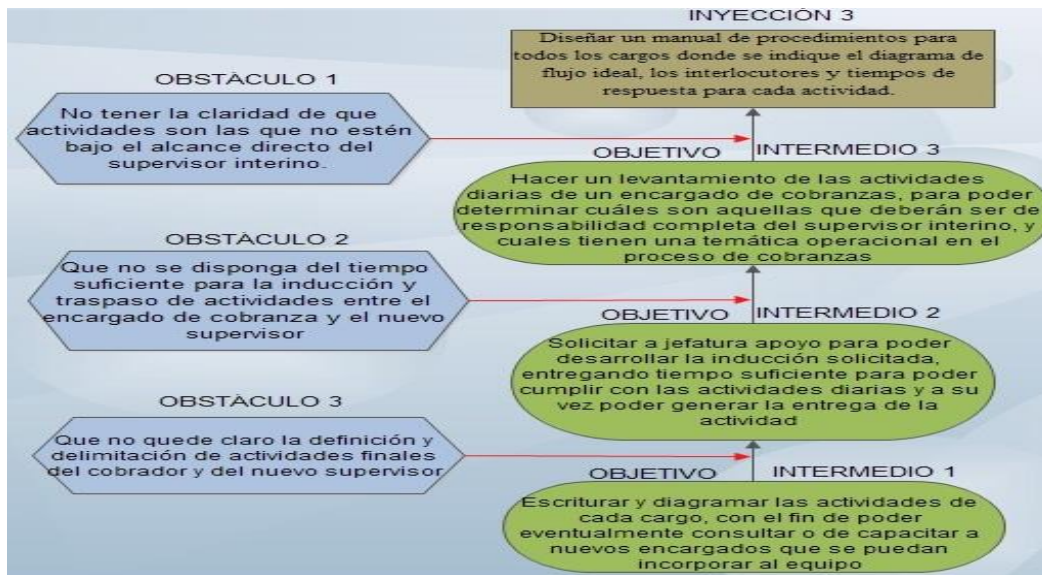 INYECCIÓN 3
Diseñar un manual de procedimientos para
todos los cargos donde se indique el diagrama de
flujo ideal, los interlocutores y tiempos de
respuesta para cada actividad.
OBSTÀCULO 1
No tener la claridad de que
actividades son las que no estén
bajo el alcance directo del
supervisor interino.
OBJETIVO INTERMEDIO 3
Hacer un levantamiento de las actividades
diarias de un encargado de cobranzas, para poder
determinar cuáles son aquellas que deberán ser de
responsabilidad completa del supervisor interino, y
cuales tienen una temática operacional en el
proceso de cobranzas
OBSTÀCULO 2
Que no se disponga del tiempo
suficiente para la inducción y
traspaso de actividades entre el
encargado de cobranza y el nuevo
supervisor
OBJETIVO INTERMEDIO 2
Solicitar a jefatura apoyo para poder
desarrollar la inducción solicitada,
entregando tiempo suficiente para poder
cumplir con las actividades diarias y a su
vez poder generar la entrega de la
actividad
OBSTÀCULO 3
Que no quede claro la definición y
delimitación de actividades finales
del cobrador y del nuevo supervisor
OBJETIVO INTERMEDIO 1
Escriturar y diagramar las actividades de
cada cargo, con el fin de poder
eventualmente consultar o de capacitar a
nuevos encargados que se puedan
incorporar al equipo